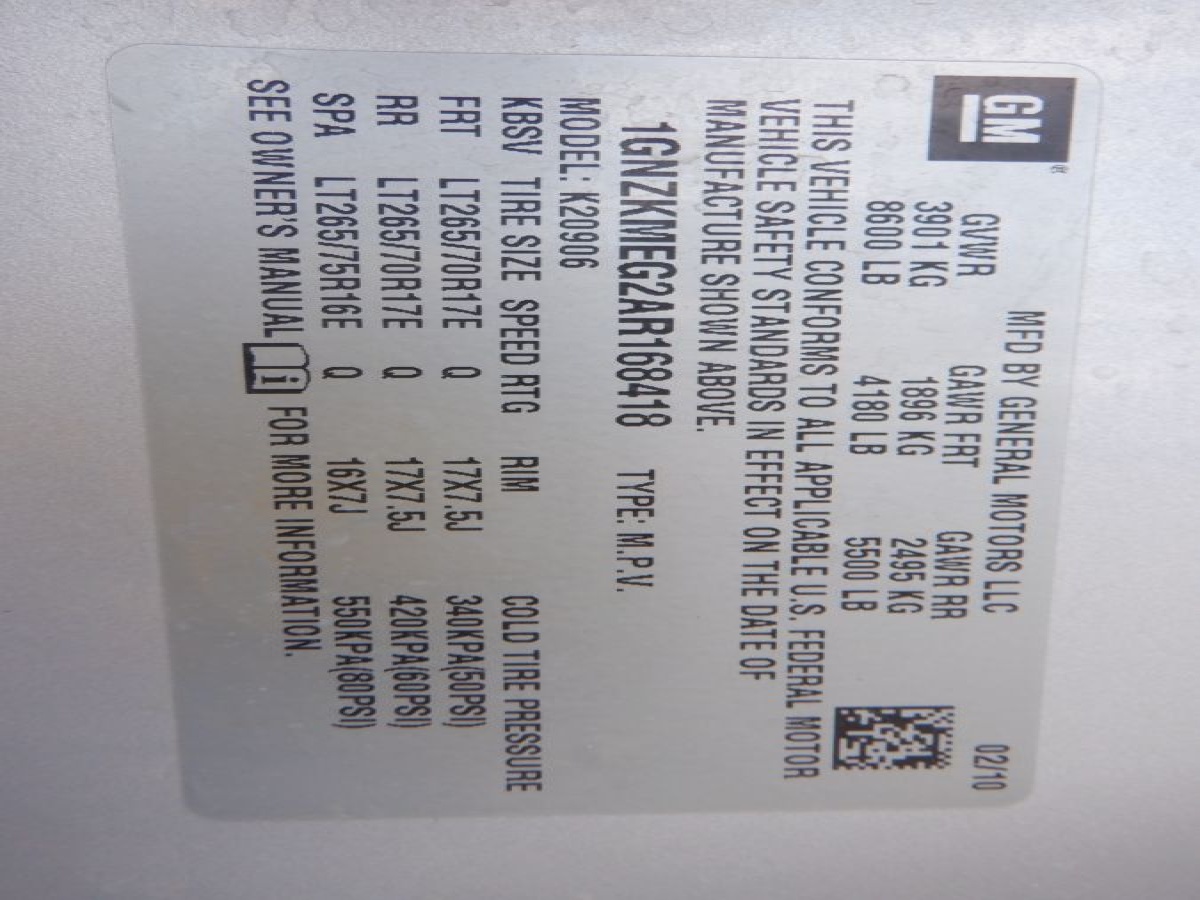 GM®
MFD BY GENERAL MOTORS LLC 02/10
GVWR GAWR FRT GAWR RR
3901 KG 1896 KG 2495 KG
8600 LB 4180 LB 5500 LB
THIS VEHICLE CONFORMS TO ALL APPLICABLE U.S. FEDERAL MOTOR
VEHICLE SAFETY STANDARDS IN EFFECT ON THE DATE OF
MANUFACTURE SHOWN ABOVE.
1GNZKMEG2AR168418 TYPE: M.P.V.
MODEL: K20906
KBSV TIRE SIZE SPEED RTG RIM COLD TIRE PRESSURE
FRT LT265/70R17E Q 17X7.5J 340KPA(50PSI)
RR LT265/70R17E Q 17X7.5J 420KPA(60PSI)
SPA LT265/75R16E Q 16X7J 550KPA(80PSI)
SEE OWNER'S MANUAL i FOR MORE INFORMATION.